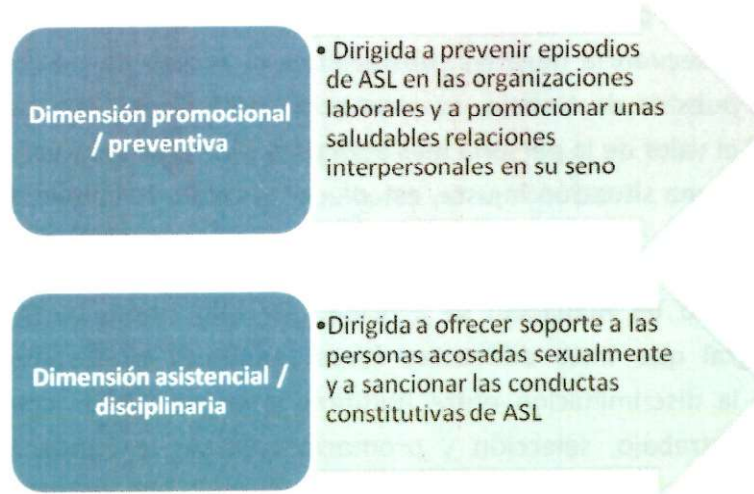 Dimensión promocional
/ preventiva
• Dirigida a prevenir episodios
de ASL en las organizaciones
laborales y a promocionar unas
saludables relaciones
interpersonales en su seno
Dimensión asistencial /
disciplinaria
•Dirigida a ofrecer soporte a las
personas acosadas sexualmente
y a sancionar las conductas
constitutivas de ASL